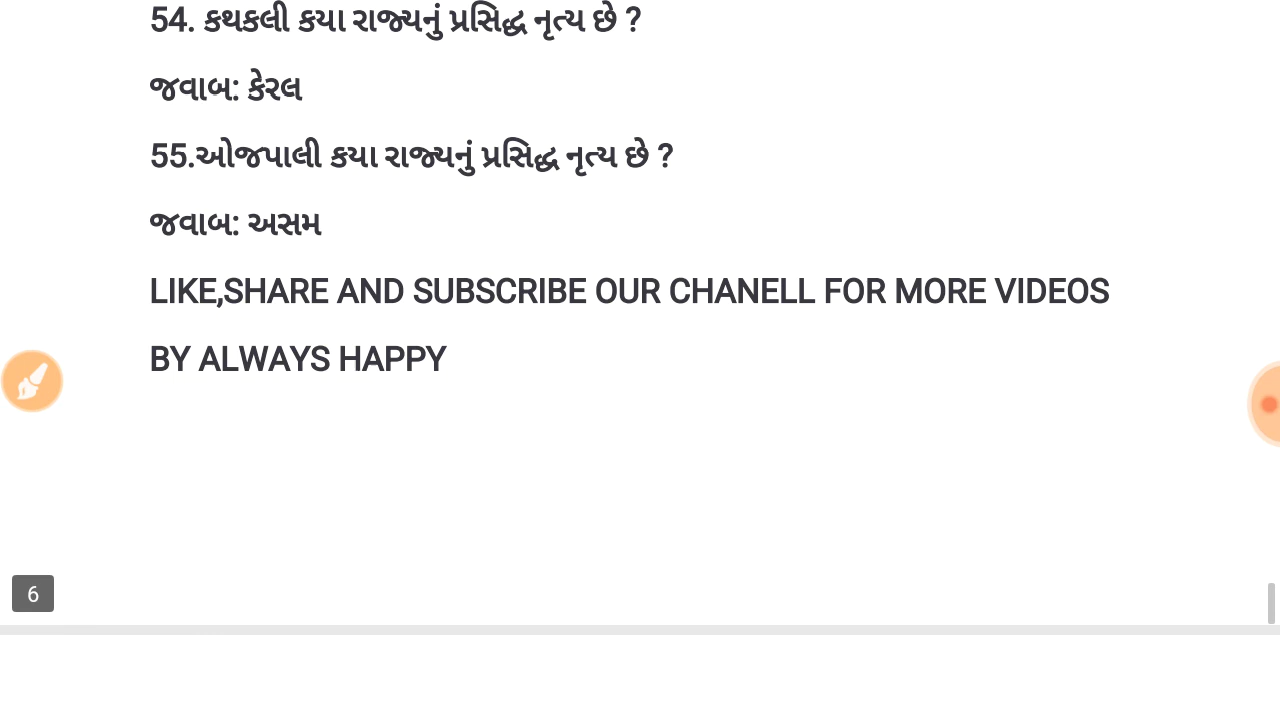 54. કથકલી કયા રાજ્યનું પ્રસિદ્ધ નૃત્ય છે ?
જવાબ: કેરલ
55.ઓજપાલી કયા રાજ્યનું પ્રસિદ્ધ નૃત્ય છે ?
જવાબ: અસમ
LIKE,SHARE AND SUBSCRIBE OUR CHANELL FOR MORE VIDEOS
BY ALWAYS HAPPY
6